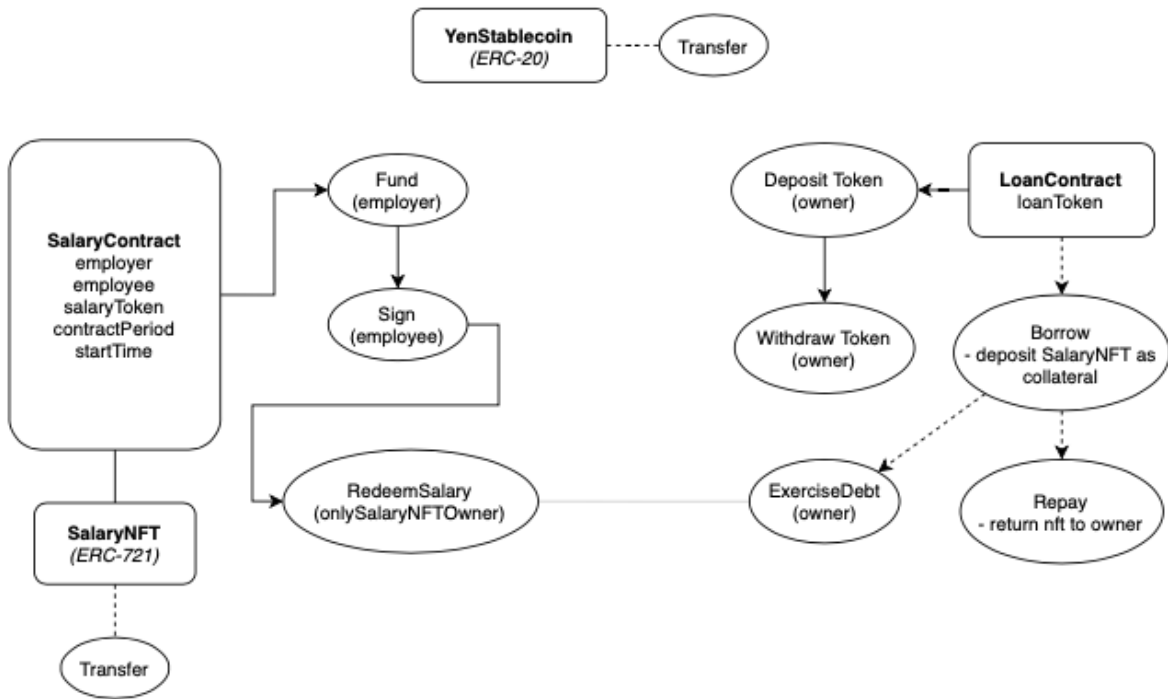 YenStablecoin
(ERC-20)
Transfer
SalaryContract
employer
employee
salaryToken
contractPeriod
startTime
Fund
(employer)
Sign
(employee)
RedeemSalary
(onlySalaryNFTOwner)
SalaryNFT
(ERC-721)
Transfer
Deposit Token
(owner)
LoanContract
loanToken
Withdraw Token
(owner)
Borrow
- deposit SalaryNFT as
collateral
ExerciseDebt
(owner)
Repay
- return nft to owner